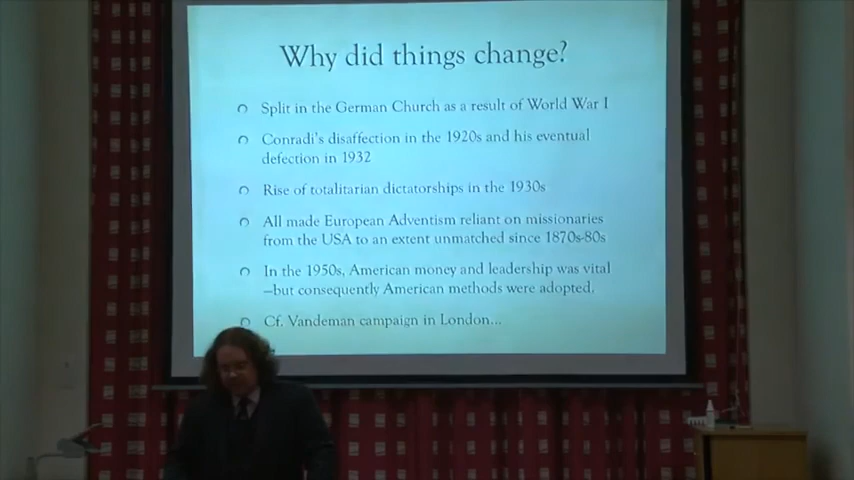 Why did things change?
Split in the German Church as a result of World War I
Conradi's disaffection in the 1920s and his eventual
defection in 1932
Rise of totalitarian dictatorships in the 1930s
All made European Adventism reliant on missionaries
from the USA to an extent unmatched since 1870s-80s
In the 1950s, American money and leadership was vital
—but consequently American methods were adopted.
Cf. Vandeman campaign in London...